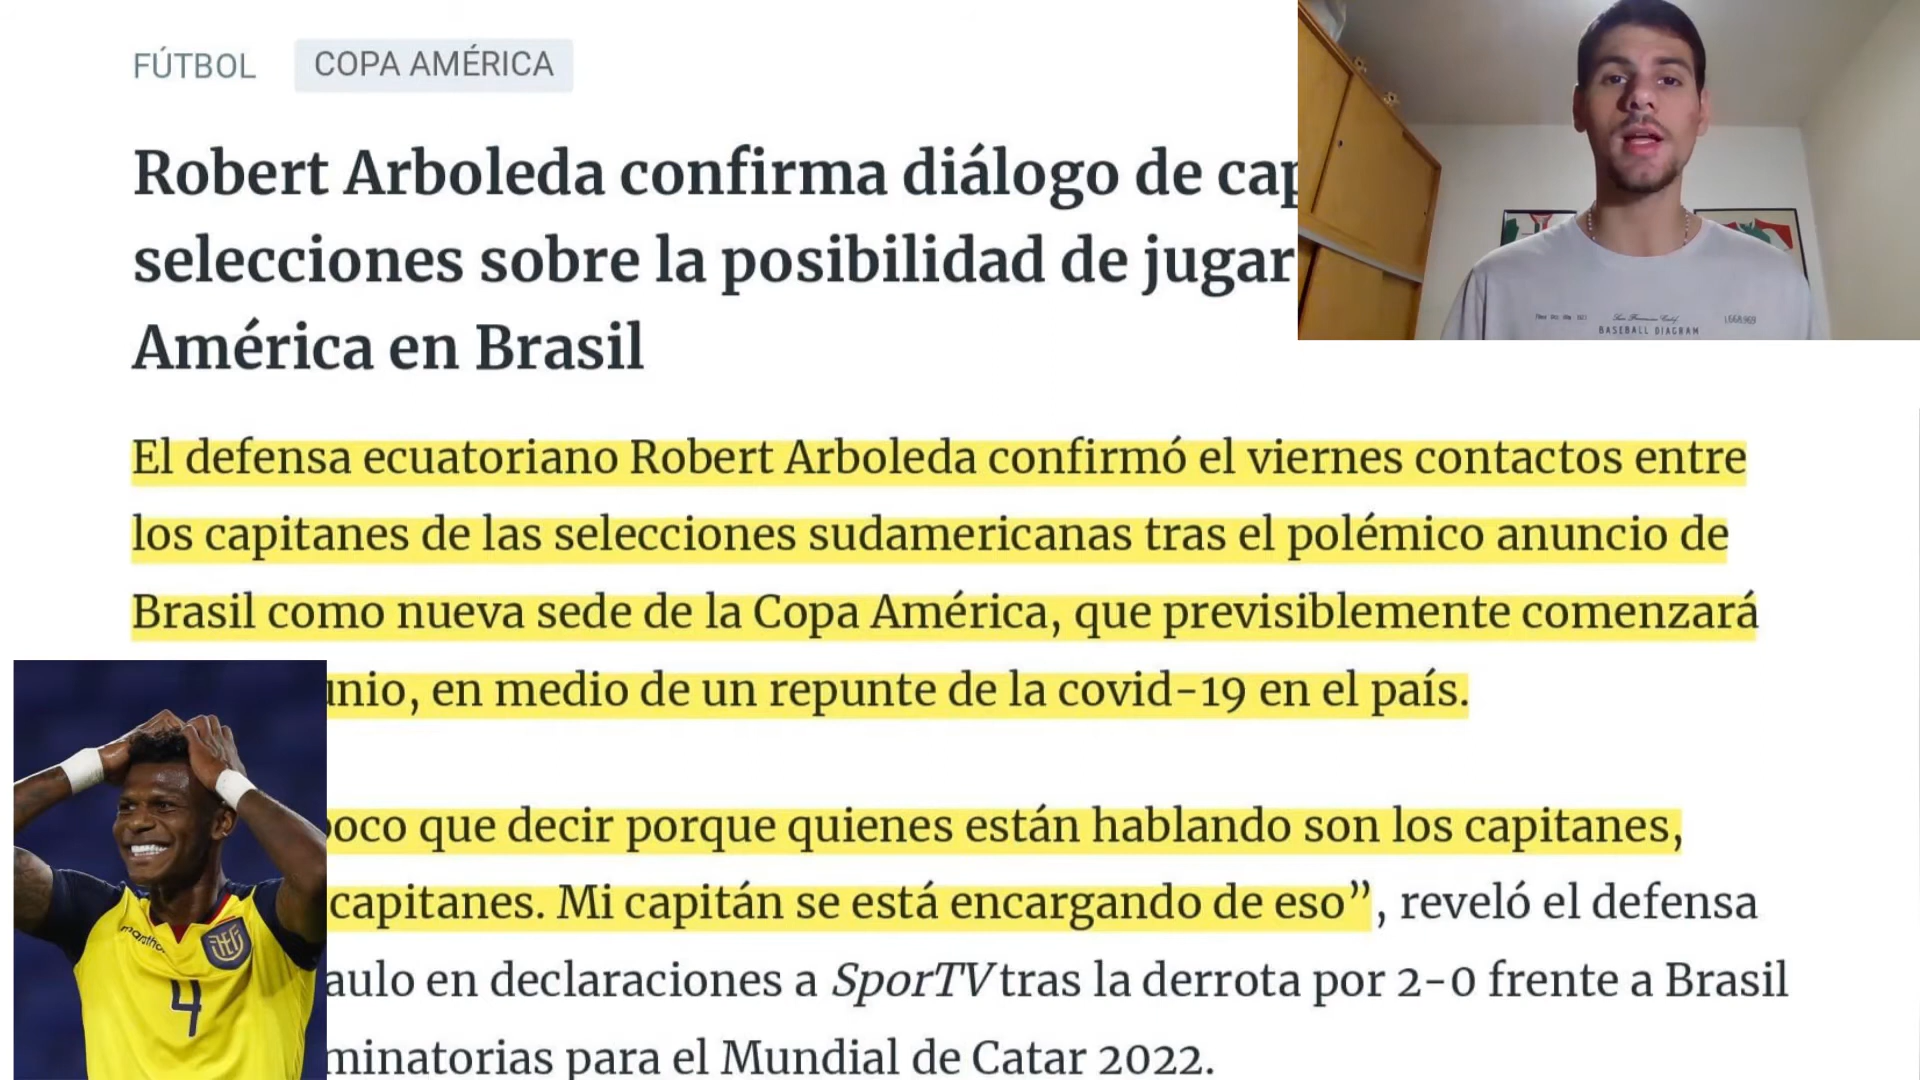 FÚTBOL COPA AMÉRICA
Robert Arboleda confirma diálogo de
selecciones sobre la posibilidad de jugar
América en Brasil
El defensa ecuatoriano Robert Arboleda confirmó el viernes contactos entre
los capitanes de las selecciones sudamericanas tras el polémico anuncio de
Brasil como nueva sede de la Copa América, que previsiblemente comenzará
en medio de un repunte de la covid-19 en el país.
que decir porque quienes están hablando son los capitanes,
capitanes. Mi capitán se está encargando de eso”, reveló el defensa
en declaraciones a SporTV tras la derrota por 2-0 frente a Brasil
para el Mundial de Catar 2022.
BASEBALL DIAGRAM
4